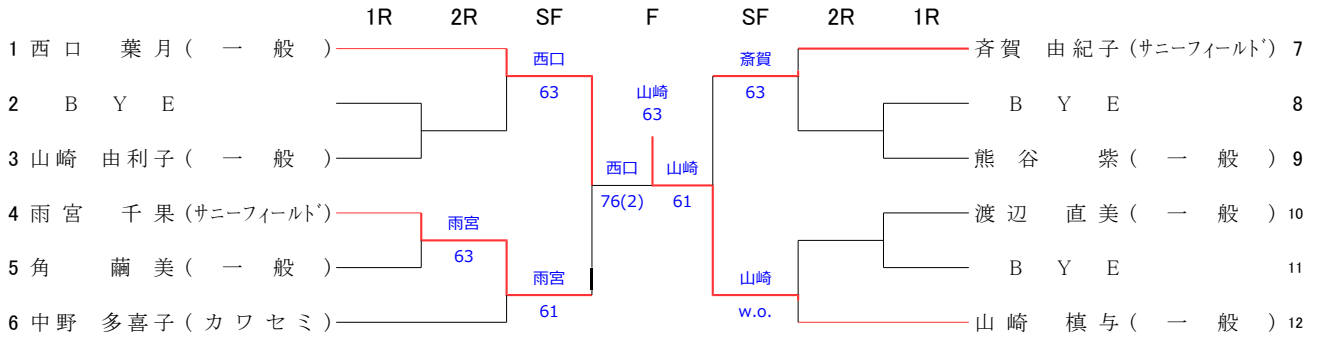 1R 2R SF F SF 2R 1R
1 西口 葉月 ( 一般 )
西口
63
2 BYE
3 山崎 由利子 ( 一般 )
4 雨宮 千果 (サニーフィールド)
雨宮
63
5 角 繭美 ( 一般 )
雨宮
61
6 中野 多喜子 (カワセミ)
西口
76(2)
山崎
63
山崎
61
斎賀
63
斉賀 由紀子 (サニーフィールド) 7
BYE 8
熊谷 紫 ( 一般 ) 9
渡辺 直美 ( 一般 ) 10
BYE 11
山崎
w.o.
山崎 槙与 ( 一般 ) 12